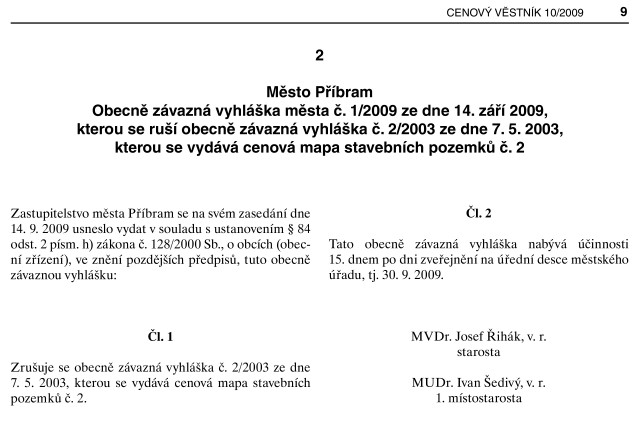 CENOVÝ VĚSTNÍK 10/2009 9
2
Město Příbram
Obecně závazná vyhláška města č. 1/2009 ze dne 14. září 2009,
kterou se ruší obecně závazná vyhláška č. 2/2003 ze dne 7. 5. 2003,
kterou se vydává cenová mapa stavebních pozemků č. 2
Zastupitelstvo města Příbram se na svém zasedání dne
14. 9. 2009 usneslo vydat v souladu s ustanovením § 84
odst. 2 písm. h) zákona č. 128/2000 Sb., o obcích (obec-
ní zřízení), ve znění pozdějších předpisů, tuto obecně
závaznou vyhlášku:
Čl. 1
Zrušuje se obecně závazná vyhláška č. 2/2003 ze dne
7. 5. 2003, kterou se vydává cenová mapa stavebních
pozemků č. 2.
Čl. 2
Tato obecně závazná vyhláška nabývá účinnosti
15. dnem po dni zveřejnění na úřední desce městského
úřadu, tj. 30. 9. 2009.
MVDr. Josef Řihák, v. r.
starosta
MUDr. Ivan Šedivý, v. r.
1. místostarosta